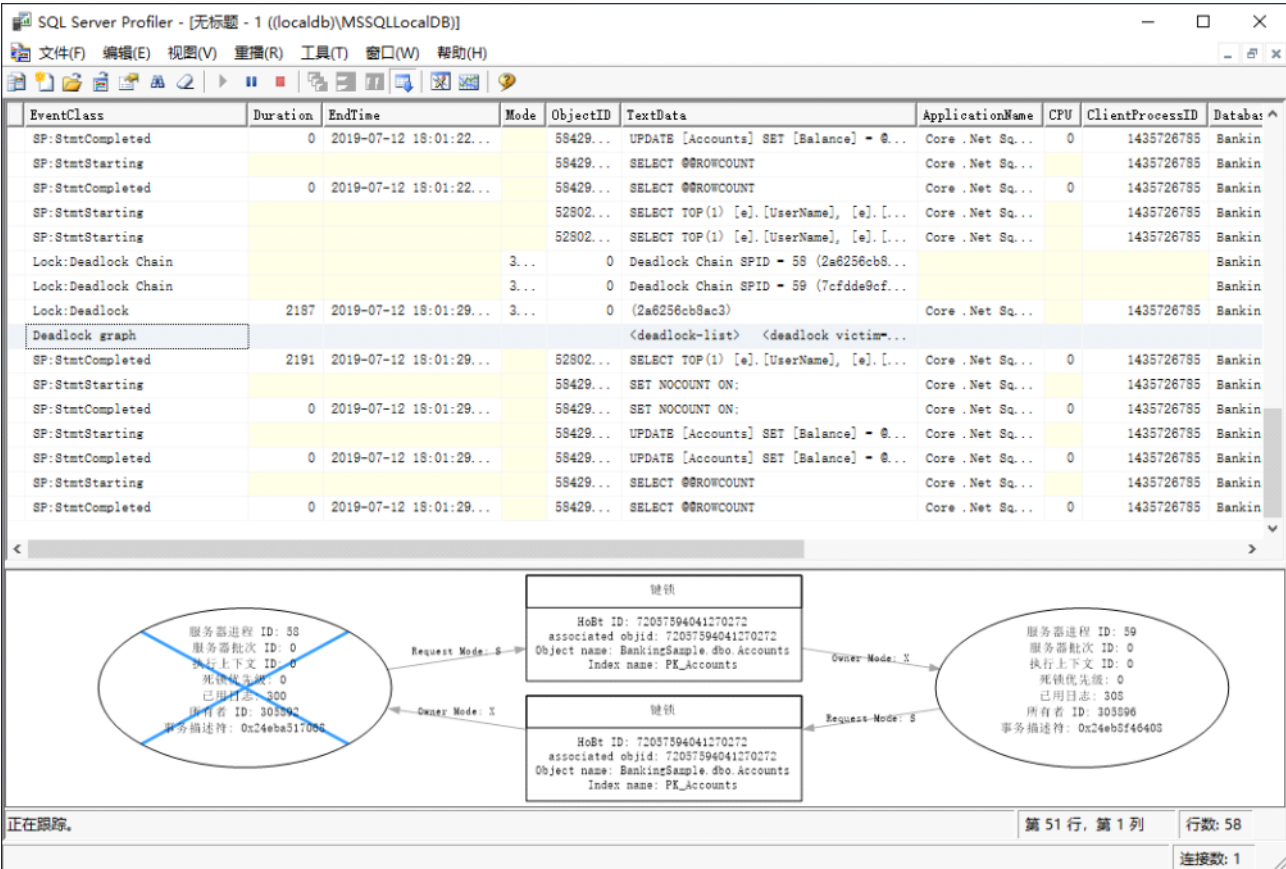 SQL Server Profiler - [无标题 - 1 ((localdb)\MSSQLLocalDB)]
文件(F) 编辑(E) 视图(V) 重播(R) 工具(T) 窗口(W) 帮助(H)
EventClass Duration EndTime Mode ObjectID TextData ApplicationName CPU ClientProcessID Databas
SP:StmtCompleted 0 2019-07-12 18:01:22... 58429... UPDATE [Accounts] SET [Balance] = @... Core .Net Sq... 0 1435726785 Bankin
SP:StmtStarting 58429... SELECT @@ROWCOUNT Core .Net Sq... 1435726785 Bankin
SP:StmtCompleted 0 2019-07-12 18:01:22... 58429... SELECT @@ROWCOUNT Core .Net Sq... 0 1435726785 Bankin
SP:StmtStarting 52802... SELECT TOP(1) [e].[UserName], [e].[... Core .Net Sq... 1435726785 Bankin
SP:StmtStarting 52802... SELECT TOP(1) [e].[UserName], [e].[... Core .Net Sq... 1435726785 Bankin
Lock:Deadlock Chain 3... 0 Deadlock Chain SPID = 58 (2a6256cb8... Bankin
Lock:Deadlock Chain 3... 0 Deadlock Chain SPID = 59 (7cfdde9cf... Bankin
Lock:Deadlock 2187 2019-07-12 18:01:29... 3... 0 (2a6256cb8ac3) Core .Net Sq... 1435726785 Bankin
Deadlock graph <deadlock-list> <deadlock victim=...
SP:StmtCompleted 2191 2019-07-12 18:01:29... 52802... SELECT TOP(1) [e].[UserName], [e].[... Core .Net Sq... 0 1435726785 Bankin
SP:StmtStarting 58429... SET NOCOUNT ON; Core .Net Sq... 1435726785 Bankin
SP:StmtCompleted 0 2019-07-12 18:01:29... 58429... SET NOCOUNT ON; Core .Net Sq... 0 1435726785 Bankin
SP:StmtStarting 58429... UPDATE [Accounts] SET [Balance] = @... Core .Net Sq... 1435726785 Bankin
SP:StmtCompleted 0 2019-07-12 18:01:29... 58429... UPDATE [Accounts] SET [Balance] = @... Core .Net Sq... 0 1435726785 Bankin
SP:StmtStarting 58429... SELECT @@ROWCOUNT Core .Net Sq... 1435726785 Bankin
SP:StmtCompleted 0 2019-07-12 18:01:29... 58429... SELECT @@ROWCOUNT Core .Net Sq... 0 1435726785 Bankin
服务器进程 ID: 58
服务器批次 ID: 0
执行上下文 ID: 0
死锁优先级: 0
已用日志: 300
所有者 ID: 305892
事务描述符: 0x24eba517068
Request Mode: S
Owner Mode: X
键锁
HoBt ID: 72057594041270272
associated objid: 72057594041270272
Object name: BankingSample.dbo.Accounts
Index name: PK_Accounts
键锁
HoBt ID: 72057594041270272
associated objid: 72057594041270272
Object name: BankingSample.dbo.Accounts
Index name: PK_Accounts
Owner Mode: X
Request Mode: S
服务器进程 ID: 59
服务器批次 ID: 0
执行上下文 ID: 0
死锁优先级: 0
已用日志: 308
所有者 ID: 305896
事务描述符: 0x24eb8f46408
正在跟踪。 第 51 行，第 1 列 行数: 58
连接数: 1